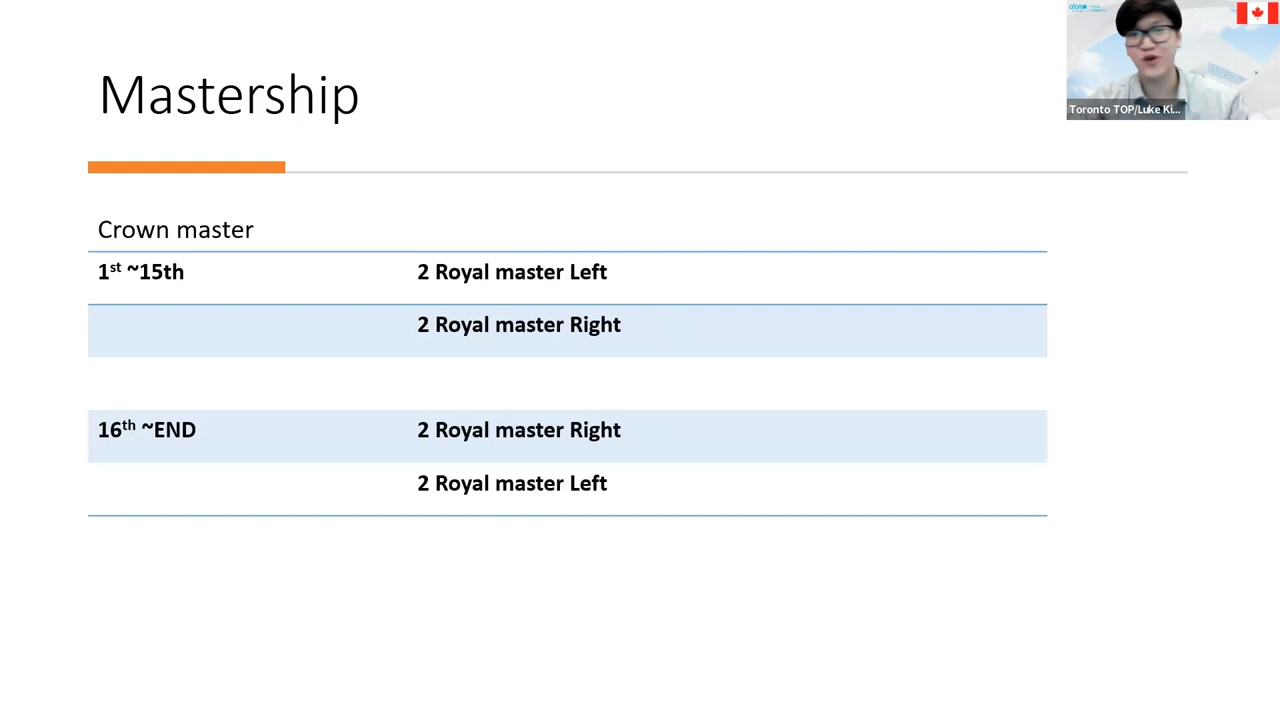 Mastership
Crown master
1st ~15th 2 Royal master Left
2 Royal master Right
16th ~END 2 Royal master Right
2 Royal master Left
Toronto TOP/Luke Ki...